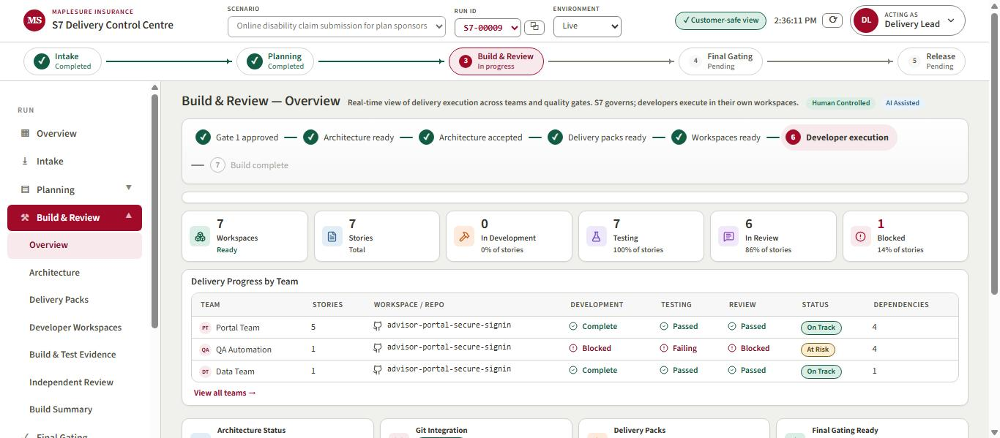 MS
MAPLESURE INSURANCE
S7 Delivery Control Centre
SCENARIO
Online disability claim submission for plan sponsors
RUN ID
S7-00009
ENVIRONMENT
Live
✓ Customer-safe view
2:36:11 PM
DL
ACTING AS
Delivery Lead
Intake
Completed
Planning
Completed
3
Build & Review
In progress
4
Final Gating
Pending
5
Release
Pending
RUN
Overview
Intake
Planning
Build & Review
Overview
Architecture
Delivery Packs
Developer Workspaces
Build & Test Evidence
Independent Review
Build Summary
Final Gating
Build & Review — Overview
Real-time view of delivery execution across teams and quality gates. S7 governs; developers execute in their own workspaces.
Human Controlled
AI Assisted
Gate 1 approved
Architecture ready
Architecture accepted
Delivery packs ready
Workspaces ready
6 Developer execution
7 Build complete
7
Workspaces
Ready
7
Stories
Total
0
In Development
0% of stories
7
Testing
100% of stories
6
In Review
86% of stories
1
Blocked
14% of stories
Delivery Progress by Team
TEAM STORIES WORKSPACE / REPO DEVELOPMENT TESTING REVIEW STATUS DEPENDENCIES
PT Portal Team 5 advisor-portal-secure-signin Complete Passed Passed On Track 4
QA QA Automation 1 advisor-portal-secure-signin Blocked Failing Blocked At Risk 4
DT Data Team 1 advisor-portal-secure-signin Complete Passed Passed On Track 1
View all teams →
Architecture Status
Git Integration
Delivery Packs
Final Gating Ready